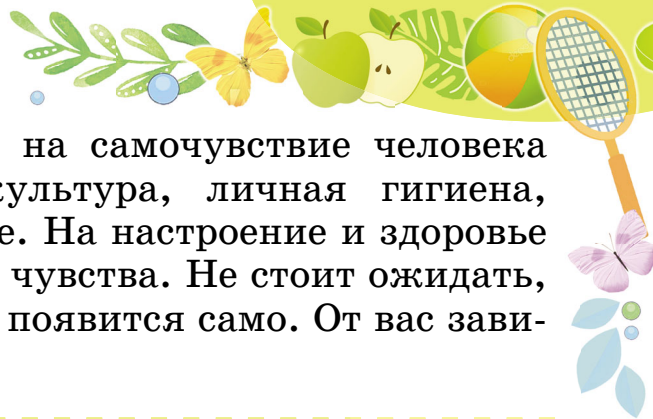 на самочувствие человека
культура, личная гигиена,
е. На настроение и здоровье
чувства. Не стоит ожидать,
появится само. От вас зави-